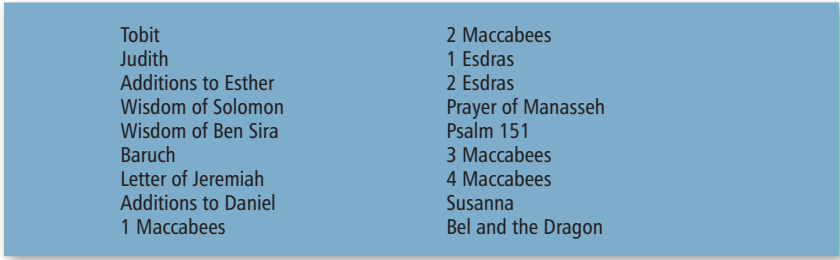 Tobit
Judith
Additions to Esther
Wisdom of Solomon
Wisdom of Ben Sira
Baruch
Letter of Jeremiah
Additions to Daniel
1 Maccabees
2 Maccabees
1 Esdras
2 Esdras
Prayer of Manasseh
Psalm 151
3 Maccabees
4 Maccabees
Susanna
Bel and the Dragon